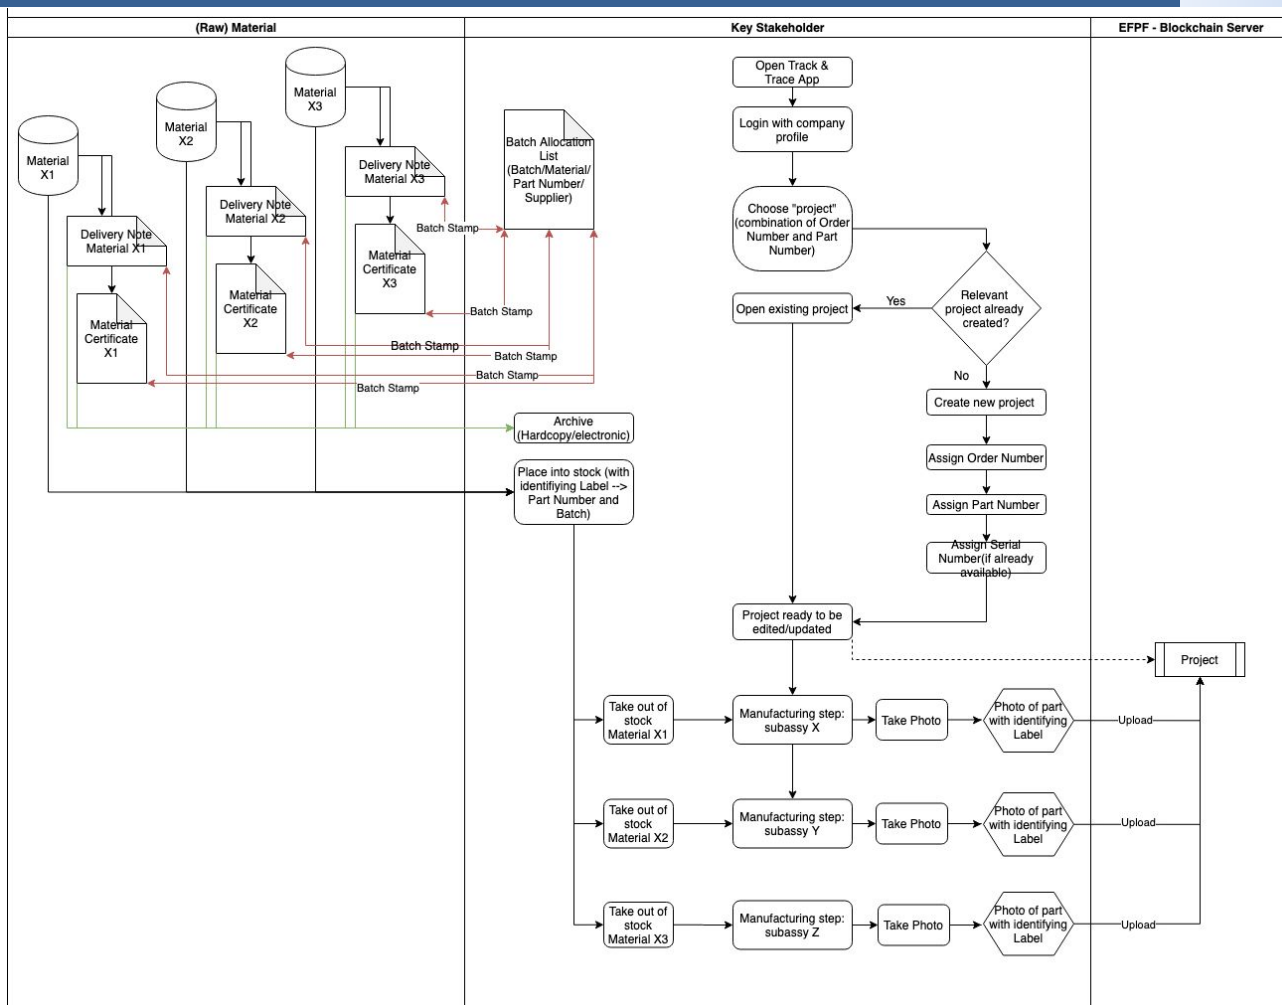 (Raw) Material
Key Stakeholder
EFPF - Blockchain Server
Material
X1
Material
X2
Material
X3
Delivery Note
Material X1
Delivery Note
Material X2
Delivery Note
Material X3
Material
Certificate
X1
Material
Certificate
X2
Material
Certificate
X3
Batch Allocation
List
(Batch/Material/
Part Number/
Supplier)
Batch Stamp
Batch Stamp
Batch Stamp
Batch Stamp
Batch Stamp
Batch Stamp
Archive
(Hardcopy/electronic)
Place into stock (with
identifiying Label -->
Part Number and
Batch)
Open Track &
Trace App
Login with company
profile
Choose "project"
(combination of Order
Number and Part
Number)
Relevant
project already
created?
Yes
Open existing project
No
Create new project
Assign Order Number
Assign Part Number
Assign Serial
Number(if already
available)
Project ready to be
edited/updated
Project
Take out of
stock
Material X1
Manufacturing step:
subassy X
Take Photo
Photo of part
with identifying
Label
Upload
Take out of
stock
Material X2
Manufacturing step:
subassy Y
Take Photo
Photo of part
with identifying
Label
Upload
Take out of
stock
Material X3
Manufacturing step:
subassy Z
Take Photo
Photo of part
with identifying
Label
Upload